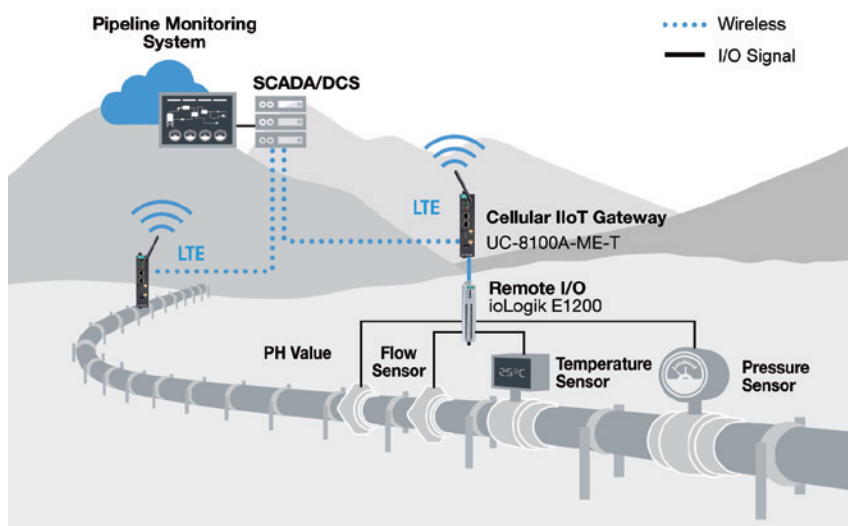 Pipeline Monitoring
System
Wireless
I/O Signal
SCADA/DCS
LTE
Cellular IIoT Gateway
UC-8100A-ME-T
LTE
Remote I/O
ioLogik E1200
PH Value
Flow
Sensor
25°C
Temperature
Sensor
Pressure
Sensor